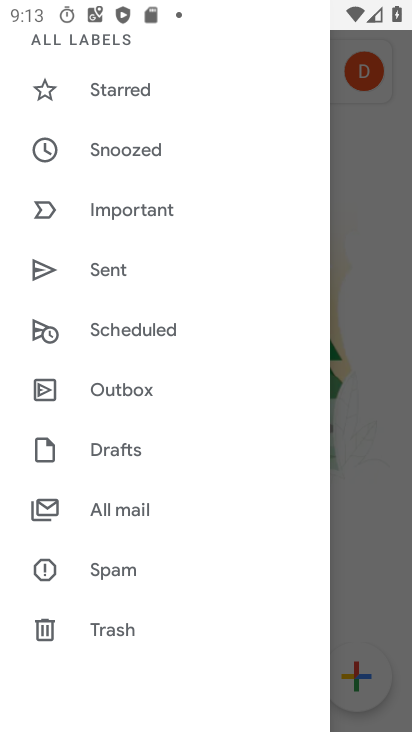 9:13
ALL LABELS
D
Starred
Snoozed
Important
Sent
Scheduled
Outbox
Drafts
All mail
Spam
Trash